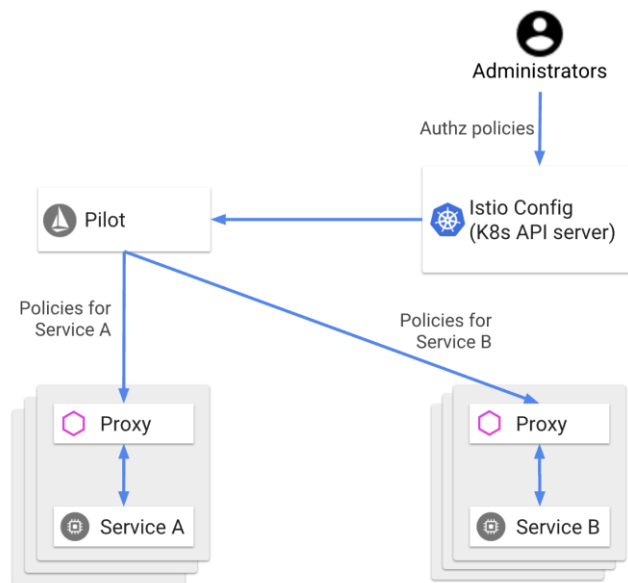 Administrators
Authz policies
Pilot
Istio Config
(K8s API server)
Policies for
Service A
Policies for
Service B
Proxy
Proxy
Service A
Service B